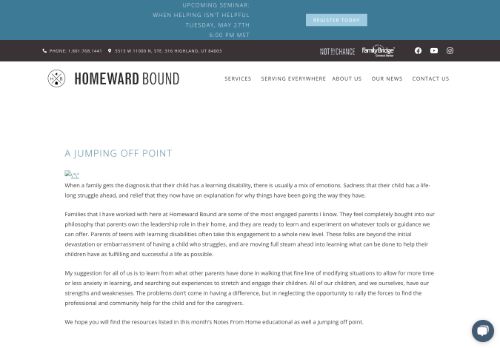 UPCOMING SEMINAR:
WHEN HELPING ISN'T HELPFUL
TUESDAY, MAY 27TH
6:00 PM MST
REGISTER TODAY
PHONE: 1.801.768.1441 5513 W 11000 N, STE. 316 HIGHLAND, UT 84003
NOT BY CHANCE FamilyBridge
HOMEWARD BOUND
SERVICES SERVING EVERYWHERE ABOUT US OUR NEWS CONTACT US
A JUMPING OFF POINT
When a family gets the diagnosis that their child has a learning disability, there is usually a mix of emotions. Sadness that their child has a life-
long struggle ahead, and relief that they now have an explanation for why things have been going the way they have.
Families that I have worked with here at Homeward Bound are some of the most engaged parents I know. They feel completely bought into our
philosophy that parents own the leadership role in their home, and they are ready to learn and experiment on whatever tools or guidance we
can offer. Parents of teens with learning disabilities often take this engagement to a whole new level. These folks are beyond the initial
devastation or embarrassment of having a child who struggles, and are moving full steam ahead into learning what can be done to help their
children have as fulfilling and successful a life as possible.
My suggestion for all of us is to learn from what other parents have done in walking that fine line of modifying situations to allow for more time
or less anxiety in learning, and searching out experiences to stretch and engage their children. All of our children, and we ourselves, have our
strengths and weaknesses. The problems don't come in having a difference, but in neglecting the opportunity to rally the forces to find the
professional and community help for the child and for the caregivers.
We hope you will find the resources listed in this month's Notes From Home educational as well a jumping off point.